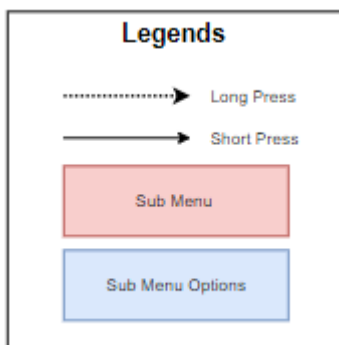 Legends
Long Press
Short Press
Sub Menu
Sub Menu Options